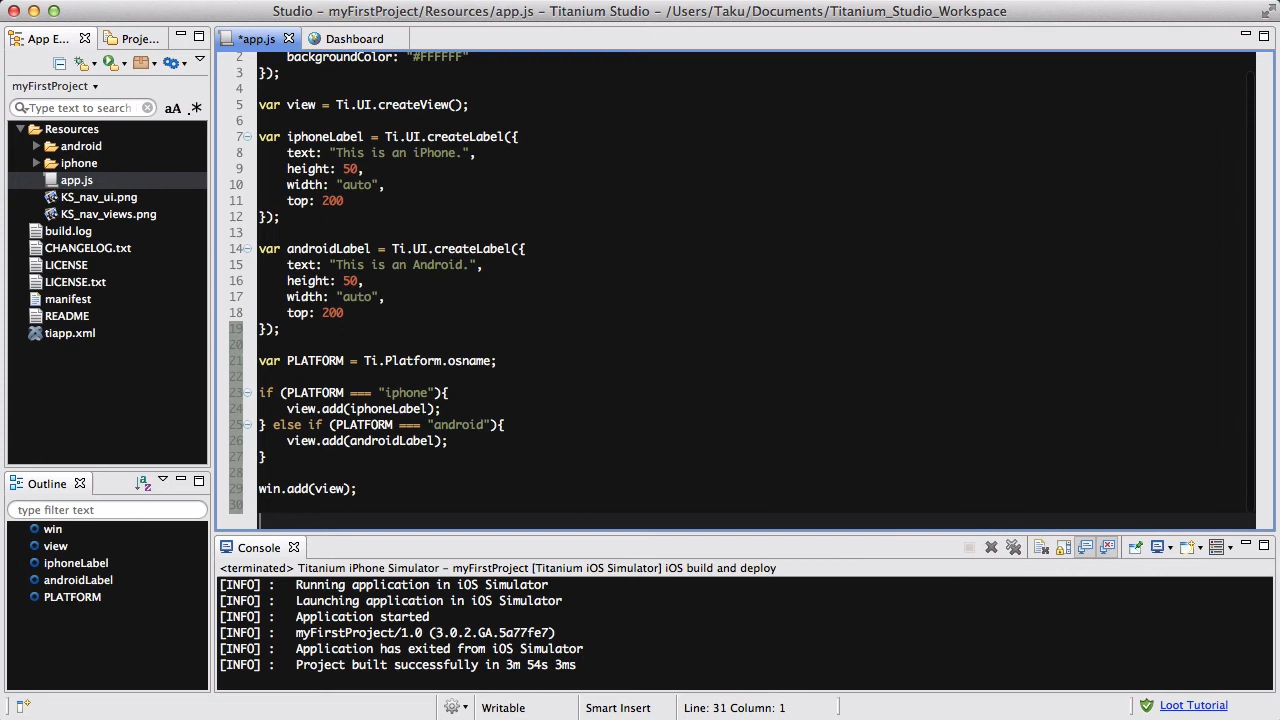 Studio - myFirstProject/Resources/app.js - Titanium Studio - /Users/Taku/Documents/Titanium_Studio_Workspace
App E...
Proje...
*app.js
Dashboard
myFirstProject
Type text to search
aA .*
Resources
android
iphone
app.js
KS_nav_ui.png
KS_nav_views.png
build.log
CHANGELOG.txt
LICENSE
LICENSE.txt
manifest
README
tiapp.xml
2 backgroundColor: "#FFFFFF"
3 });
4
5 var view = Ti.UI.createView();
6
7 var iphoneLabel = Ti.UI.createLabel({
8 text: "This is an iPhone.",
9 height: 50,
10 width: "auto",
11 top: 200
12 });
13
14 var androidLabel = Ti.UI.createLabel({
15 text: "This is an Android.",
16 height: 50,
17 width: "auto",
18 top: 200
19 });
20
21 var PLATFORM = Ti.Platform.osname;
22
23 if (PLATFORM === "iphone"){
24 view.add(iphoneLabel);
25 } else if (PLATFORM === "android"){
26 view.add(androidLabel);
27 }
28
29 win.add(view);
30
Outline
type filter text
win
view
iphoneLabel
androidLabel
PLATFORM
Console
<terminated> Titanium iPhone Simulator - myFirstProject [Titanium iOS Simulator] iOS build and deploy
[INFO] : Running application in iOS Simulator
[INFO] : Launching application in iOS Simulator
[INFO] : Application started
[INFO] : myFirstProject/1.0 (3.0.2.GA.5a77fe7)
[INFO] : Application has exited from iOS Simulator
[INFO] : Project built successfully in 3m 54s 3ms
Writable
Smart Insert
Line: 31 Column: 1
Loot Tutorial